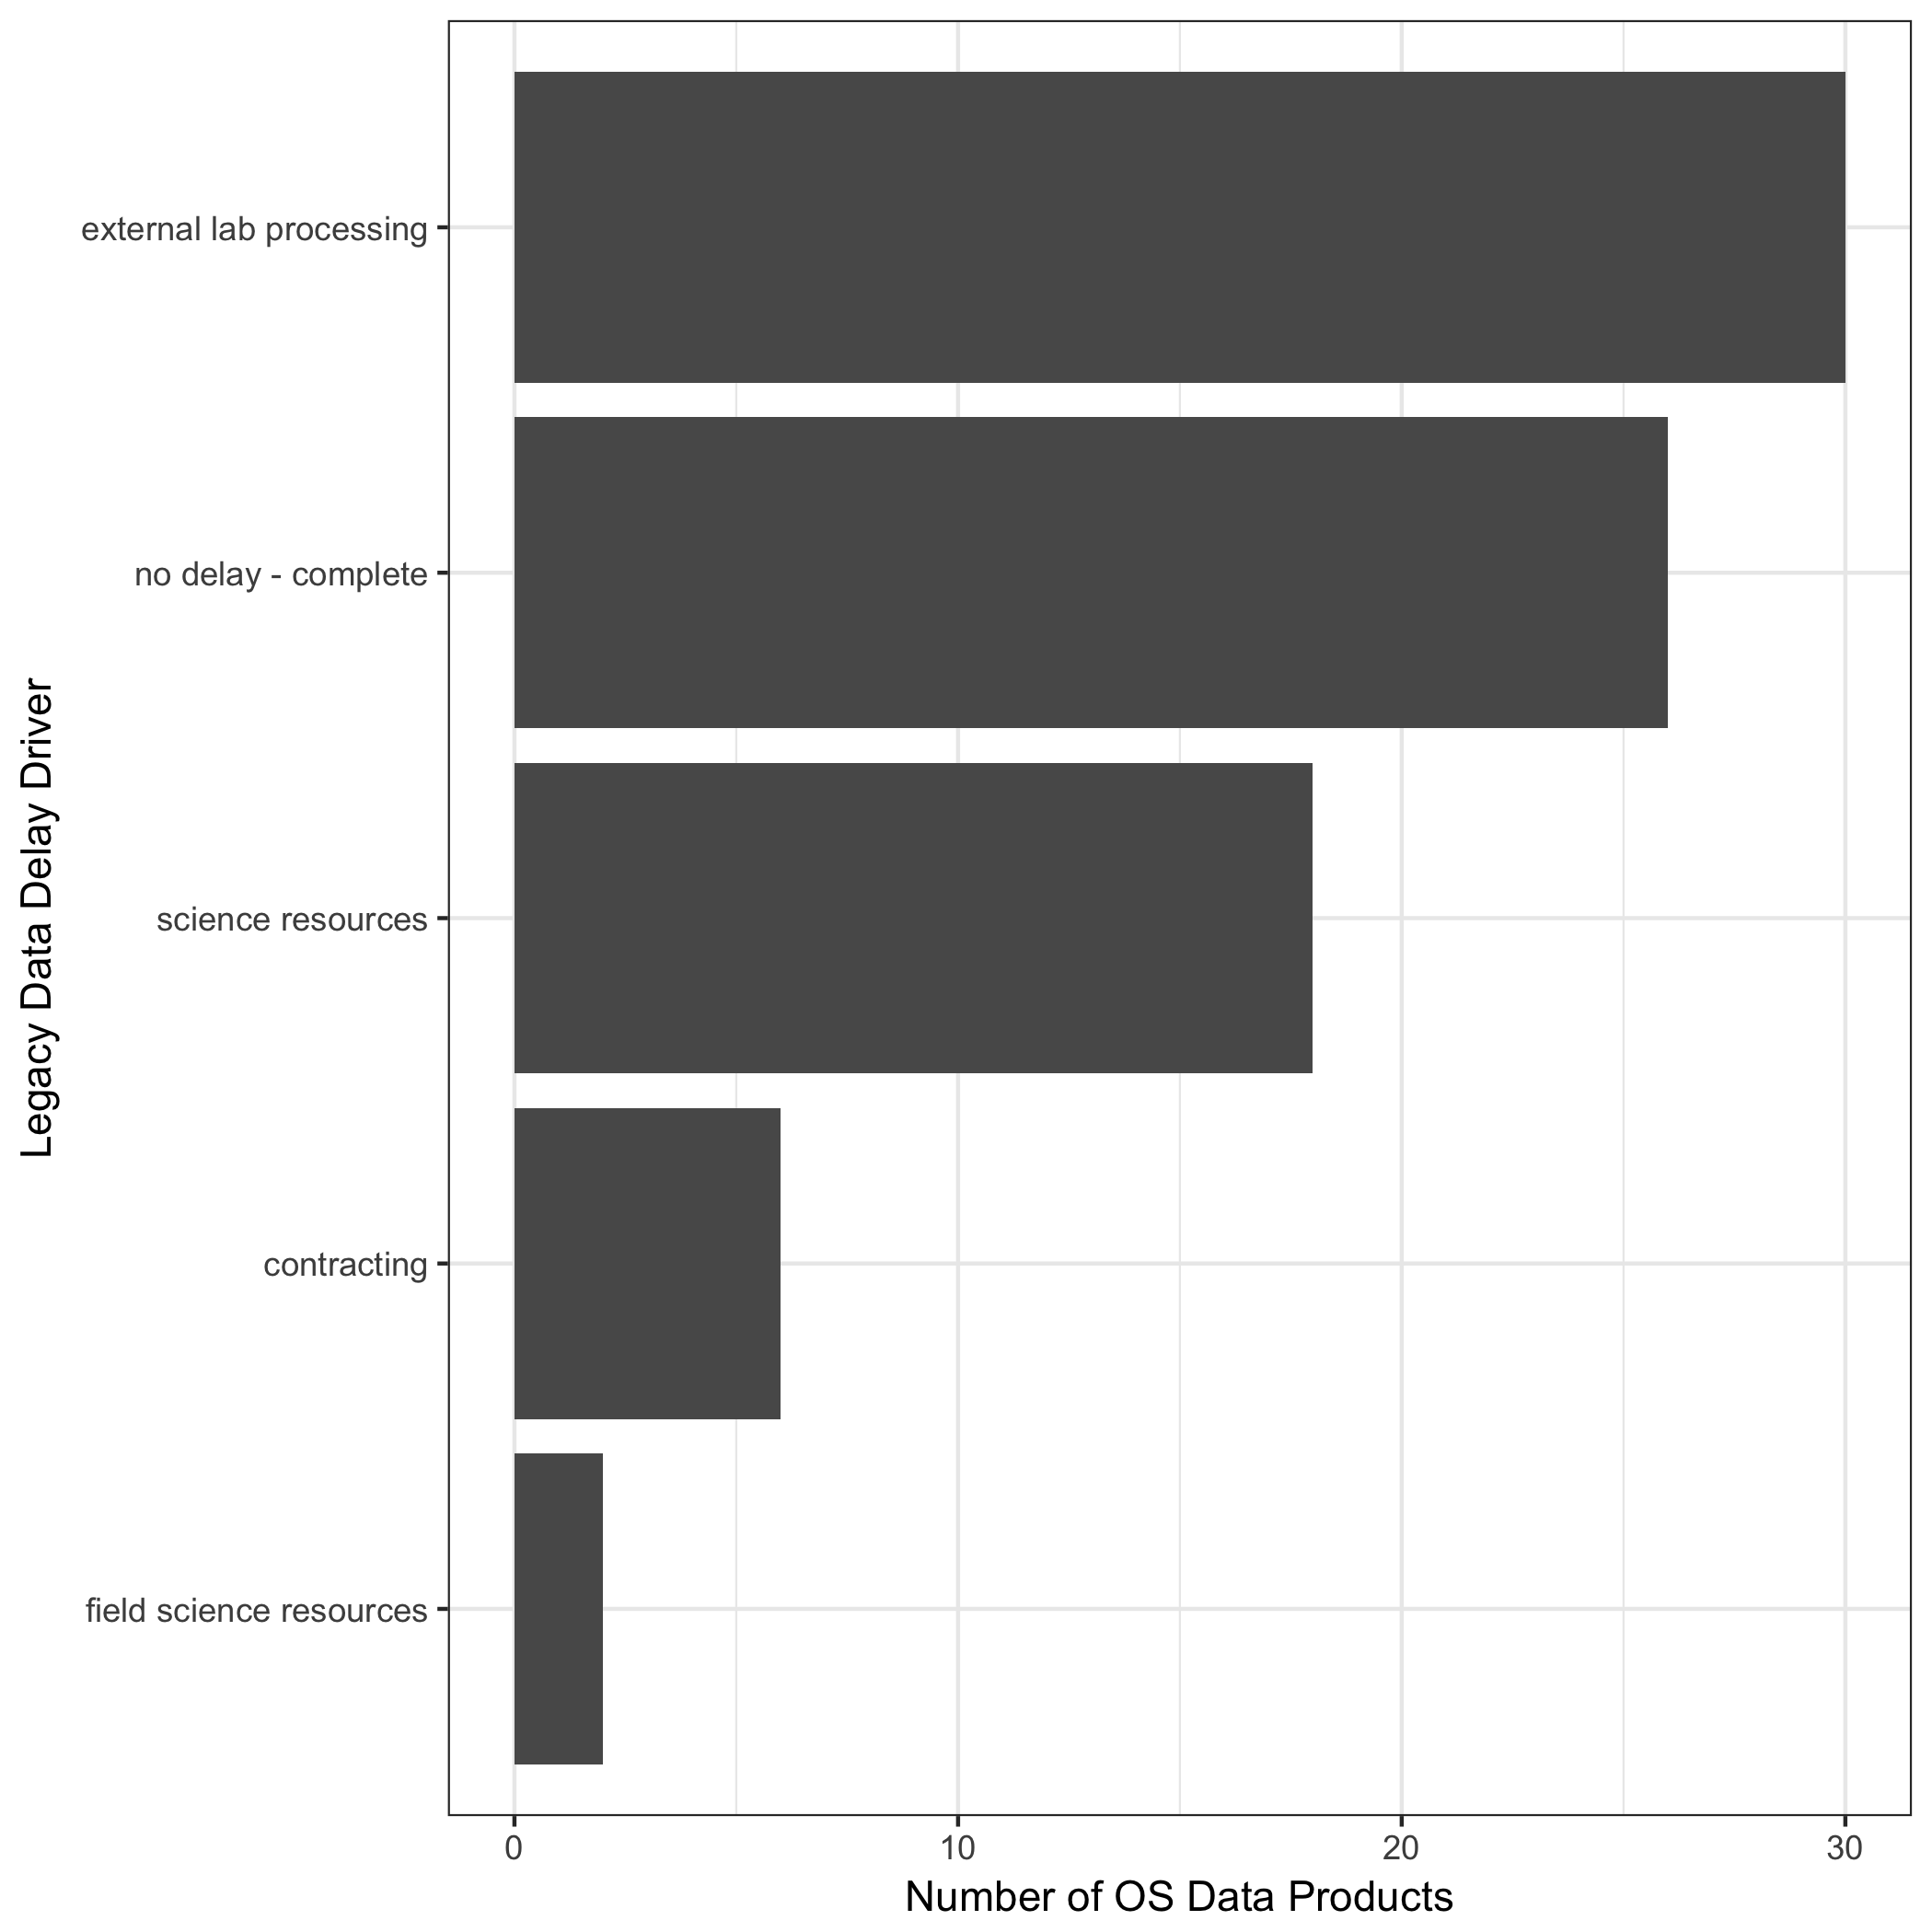 external lab processing
no delay - complete
science resources
contracting
field science resources
Legacy Data Delay Driver
0 10 20 30
Number of OS Data Products